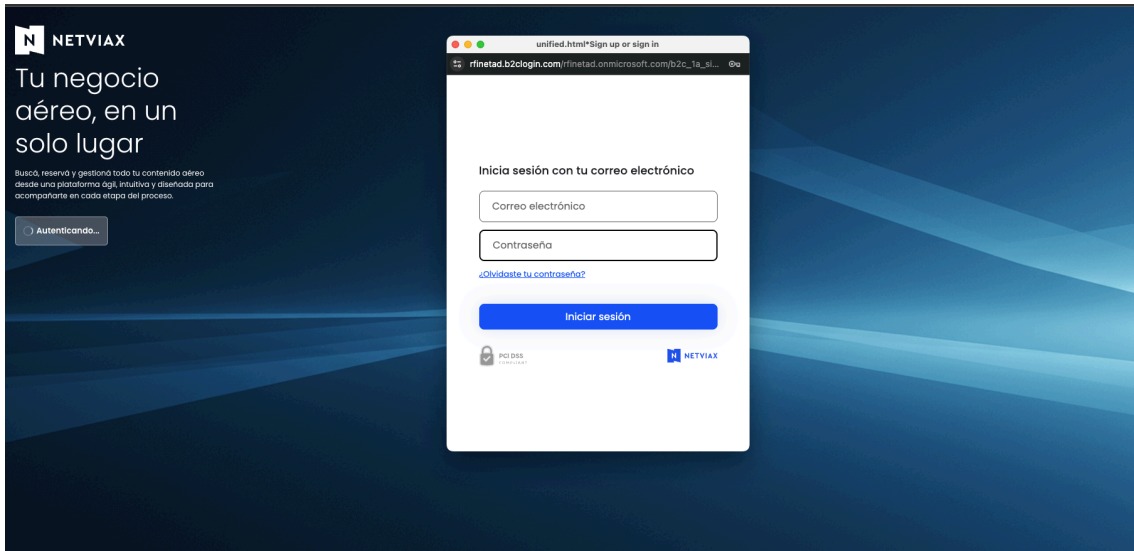 NETVIAX
Tu negocio
aéreo, en un
solo lugar
Buscá, reservá y gestioná todo tu contenido aéreo
desde una plataforma ágil, intuitiva y diseñada para
acompañarte en cada etapa del proceso.
Autenticando...
unified.html*Sign up or sign in
rfinetad.b2clogin.com/rfinetad.onmicrosoft.com/b2c_1a_si...
Inicia sesión con tu correo electrónico
Correo electrónico
Contraseña
¿Olvidaste tu contraseña?
Iniciar sesión
PCI DSS
COMPLIANT
NETVIAX